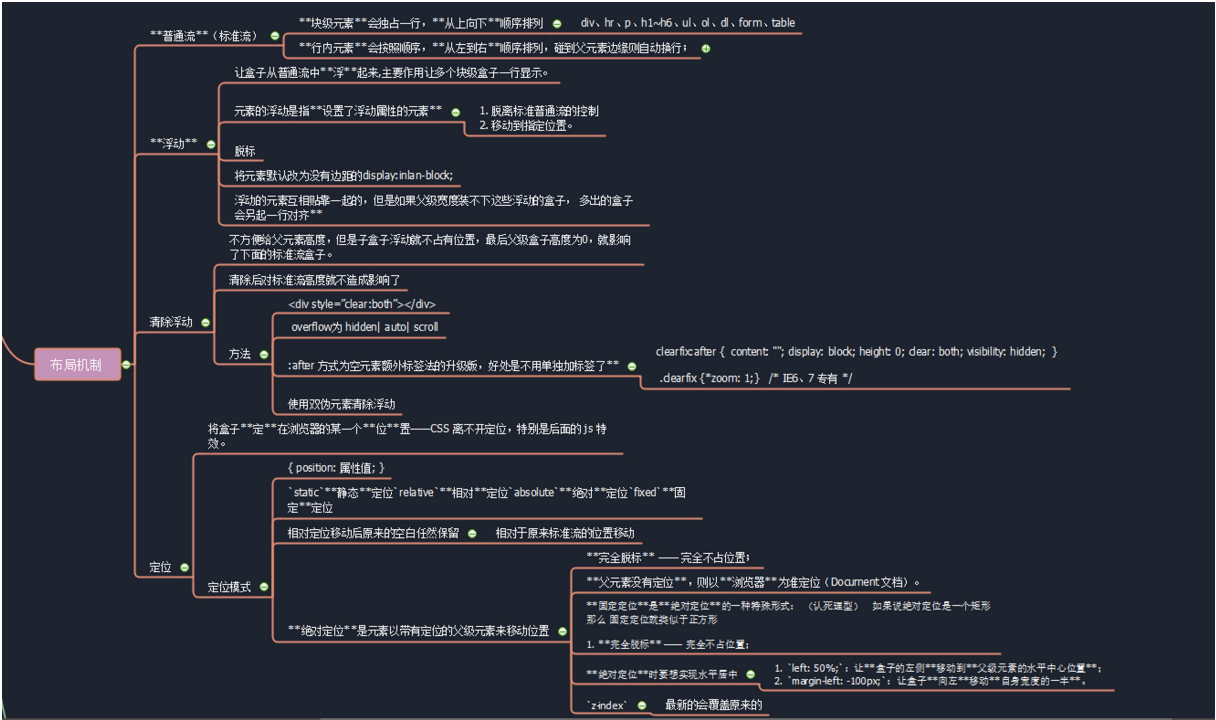 **普通流**（标准流）
**块级元素**会独占一行，**从上向下**顺序排列
div、hr、p、h1~h6、ul、ol、dl、form、table
**行内元素**会按照顺序，**从左到右**顺序排列，碰到父元素边缘则自动换行；
**浮动**
让盒子从普通流中**浮**起来,主要作用让多个块级盒子一行显示。
元素的浮动是指**设置了浮动属性的元素**
1. 脱离标准普通流的控制
2. 移动到指定位置。
脱标
将元素默认改为没有边距的display:inlan-block;
浮动的元素互相贴靠一起的，但是如果父级宽度装不下这些浮动的盒子， 多出的盒子
会另起一行对齐**
清除浮动
不方便给父元素高度，但是子盒子浮动就不占有位置，最后父级盒子高度为0，就影响
了下面的标准流盒子。
清除后对标准流高度就不造成影响了
方法
<div style="clear:both"></div>
overflow为 hidden| auto| scroll
:after 方式为空元素额外标签法的升级版，好处是不用单独加标签了**
clearfix:after { content: ""; display: block; height: 0; clear: both; visibility: hidden; }
.clearfix {*zoom: 1;} /* IE6、7 专有 */
使用双伪元素清除浮动
布局机制
定位
将盒子**定**在浏览器的某一个**位**置——CSS 离不开定位，特别是后面的 js 特
效。
定位模式
{ position: 属性值; }
`static`**静态**定位`relative`**相对**定位`absolute`**绝对**定位`fixed`**固
定**定位
相对定位移动后原来的空白任然保留
相对于原来标准流的位置移动
**绝对定位**是元素以带有定位的父级元素来移动位置
**完全脱标** —— 完全不占位置；
**父元素没有定位**，则以**浏览器**为准定位（Document 文档）。
**固定定位**是**绝对定位**的一种特殊形式： （认死理型） 如果说绝对定位是一个矩形
那么 固定定位就类似于正方形
1. **完全脱标** —— 完全不占位置；
**绝对定位**时要想实现水平居中
1. `left: 50%;`：让**盒子的左侧**移动到**父级元素的水平中心位置**；
2. `margin-left: -100px;`：让盒子**向左**移动**自身宽度的一半**。
`z-index`
最新的会覆盖原来的